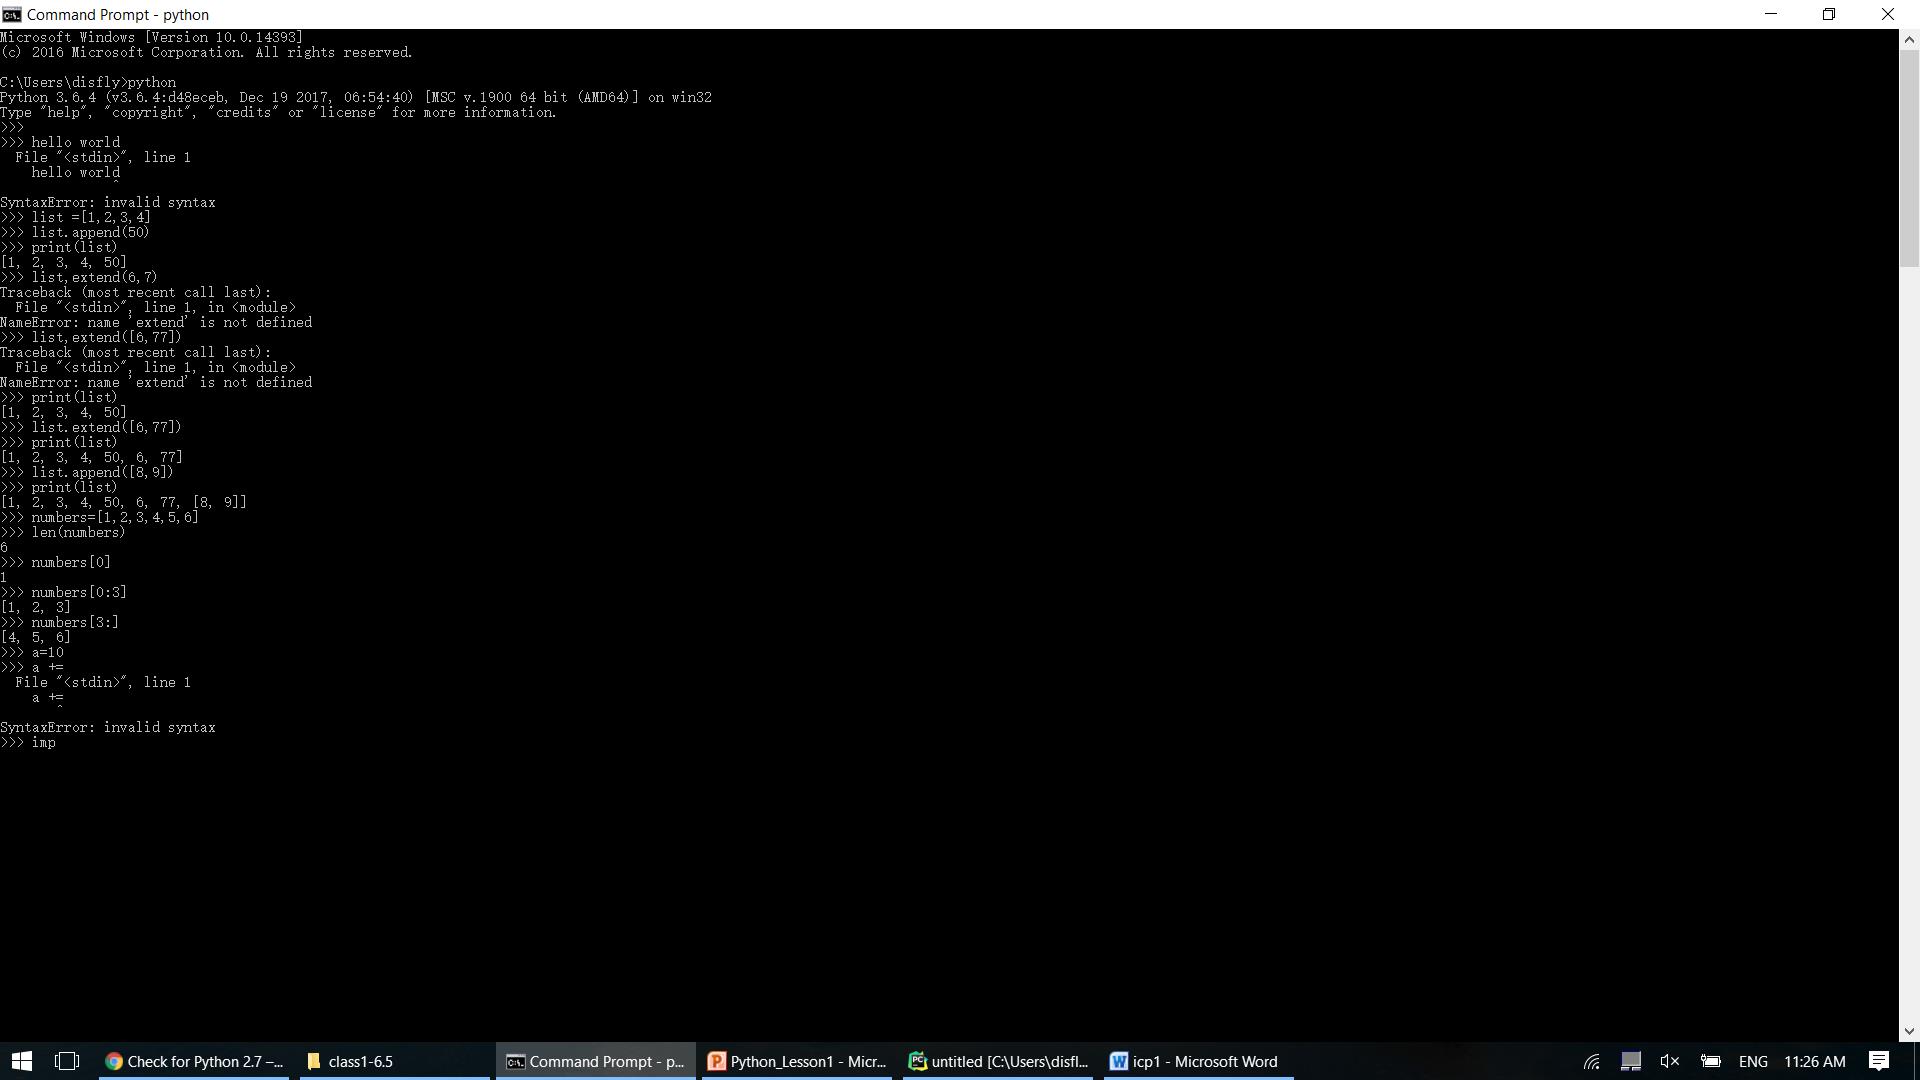 Command Prompt - python
Microsoft Windows [Version 10.0.14393]
(c) 2016 Microsoft Corporation. All rights reserved.
C:\Users\disfly>python
Python 3.6.4 (v3.6.4:d48eceb, Dec 19 2017, 06:54:40) [MSC v.1900 64 bit (AMD64)] on win32
Type "help", "copyright", "credits" or "license" for more information.
>>>
>>> hello world
  File "<stdin>", line 1
    hello world
              ^
SyntaxError: invalid syntax
>>> list =[1,2,3,4]
>>> list.append(50)
>>> print(list)
[1, 2, 3, 4, 50]
>>> list,extend(6,7)
Traceback (most recent call last):
  File "<stdin>", line 1, in <module>
NameError: name 'extend' is not defined
>>> list,extend([6,77])
Traceback (most recent call last):
  File "<stdin>", line 1, in <module>
NameError: name 'extend' is not defined
>>> print(list)
[1, 2, 3, 4, 50]
>>> list.extend([6,77])
>>> print(list)
[1, 2, 3, 4, 50, 6, 77]
>>> list.append([8,9])
>>> print(list)
[1, 2, 3, 4, 50, 6, 77, [8, 9]]
>>> numbers=[1,2,3,4,5,6]
>>> len(numbers)
6
>>> numbers[0]
1
>>> numbers[0:3]
[1, 2, 3]
>>> numbers[3:]
[4, 5, 6]
>>> a=10
>>> a +=
  File "<stdin>", line 1
    a +=
       ^
SyntaxError: invalid syntax
>>> imp
Check for Python 2.7 –... class1-6.5 Command Prompt - p... Python_Lesson1 - Micr... untitled [C:\Users\disfl... icp1 - Microsoft Word ENG 11:26 AM